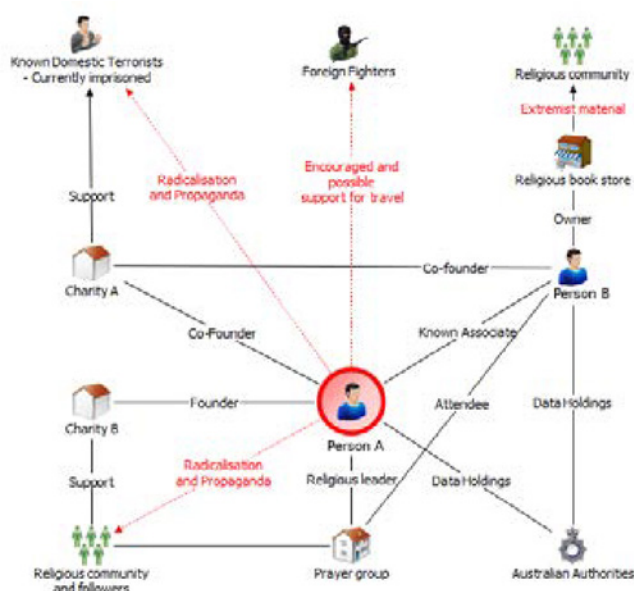 Known Domestic Terrorists
- Currently imprisoned
Foreign Fighters
Religious community
Extremist material
Radicalisation
and Propaganda
Encouraged and
possible
support for travel
Religious book store
Support
Owner
Charity A
Co-founder
Person B
Co-Founder
Known Associate
Charity B
Founder
Attendee
Data Holdings
Person A
Radicalisation
and Propaganda
Support
Religious leader
Data Holdings
Religious community
and followers
Prayer group
Australian Authorities